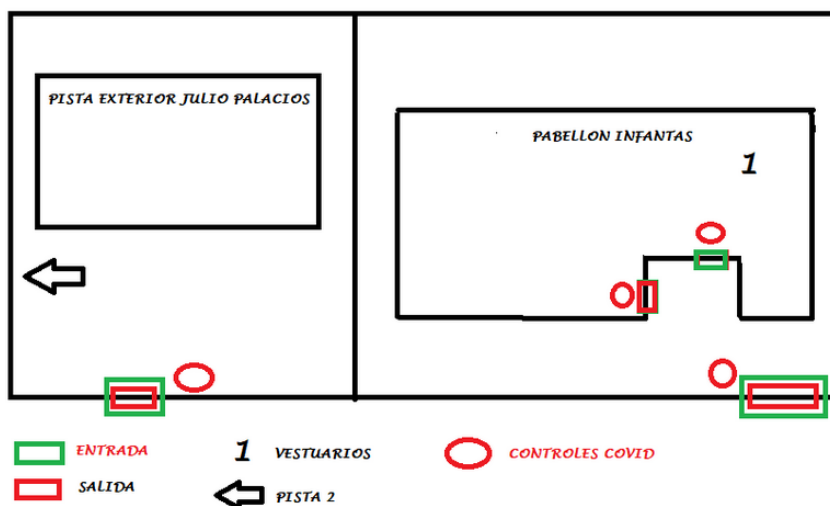 PISTA EXTERIOR JULIO PALACIOS
PABELLON INFANTAS
1
ENTRADA
1 VESTUARIOS
CONTROLES COVID
SALIDA
PISTA 2